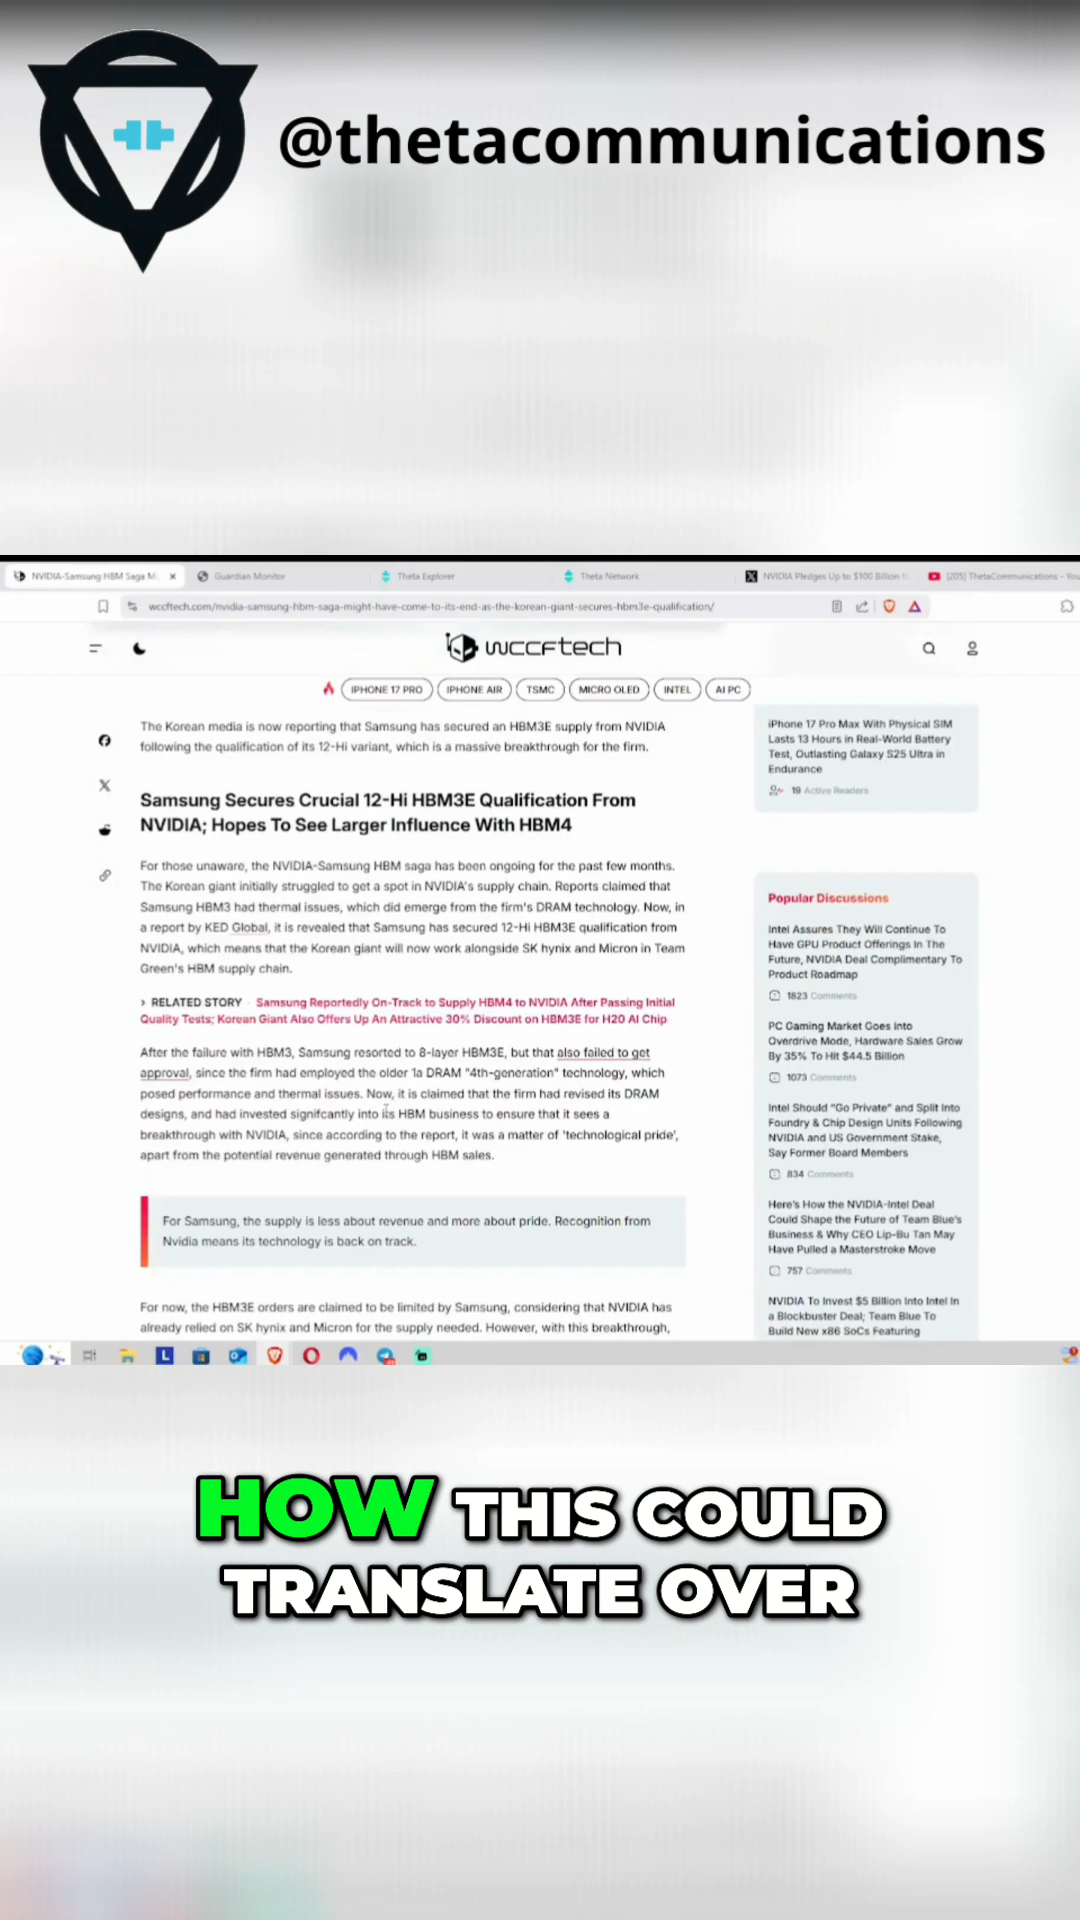 @thetacommunications
NVIDIA-Samsung HBM Saga M
Guardian Monitor
Theta Explorer
Theta Network
NVIDIA Pledges Up to $100 Billion
(205) ThetaCommunications - You
wccftech.com/nvidia-samsung-hbm-saga-might-have-come-to-its-end-as-the-korean-giant-secures-hbm3e-qualification/
wccftech
IPHONE 17 PRO
IPHONE AIR
TSMC
MICRO OLED
INTEL
AI PC
The Korean media is now reporting that Samsung has secured an HBM3E supply from NVIDIA
following the qualification of its 12-Hi variant, which is a massive breakthrough for the firm.
Samsung Secures Crucial 12-Hi HBM3E Qualification From
NVIDIA; Hopes To See Larger Influence With HBM4
For those unaware, the NVIDIA-Samsung HBM saga has been ongoing for the past few months.
The Korean giant initially struggled to get a spot in NVIDIA's supply chain. Reports claimed that
Samsung HBM3 had thermal issues, which did emerge from the firm's DRAM technology. Now, in
a report by KED Global, it is revealed that Samsung has secured 12-Hi HBM3E qualification from
NVIDIA, which means that the Korean giant will now work alongside SK hynix and Micron in Team
Green's HBM supply chain.
› RELATED STORY Samsung Reportedly On-Track to Supply HBM4 to NVIDIA After Passing Initial
Quality Tests; Korean Giant Also Offers Up An Attractive 30% Discount on HBM3E for H20 AI Chip
After the failure with HBM3, Samsung resorted to 8-layer HBM3E, but that also failed to get
approval, since the firm had employed the older 1a DRAM "4th-generation" technology, which
posed performance and thermal issues. Now, it is claimed that the firm had revised its DRAM
designs, and had invested signifcantly into its HBM business to ensure that it sees a
breakthrough with NVIDIA, since according to the report, it was a matter of 'technological pride',
apart from the potential revenue generated through HBM sales.
For Samsung, the supply is less about revenue and more about pride. Recognition from
Nvidia means its technology is back on track.
For now, the HBM3E orders are claimed to be limited by Samsung, considering that NVIDIA has
already relied on SK hynix and Micron for the supply needed. However, with this breakthrough,
iPhone 17 Pro Max With Physical SIM
Lasts 13 Hours in Real-World Battery
Test, Outlasting Galaxy S25 Ultra in
Endurance
19 Active Readers
Popular Discussions
Intel Assures They Will Continue To
Have GPU Product Offerings In The
Future, NVIDIA Deal Complimentary To
Product Roadmap
1823 Comments
PC Gaming Market Goes Into
Overdrive Mode, Hardware Sales Grow
By 35% To Hit $44.5 Billion
1073 Comments
Intel Should "Go Private" and Split Into
Foundry & Chip Design Units Following
NVIDIA and US Government Stake,
Say Former Board Members
834 Comments
Here's How the NVIDIA-Intel Deal
Could Shape the Future of Team Blue's
Business & Why CEO Lip-Bu Tan May
Have Pulled a Masterstroke Move
757 Comments
NVIDIA To Invest $5 Billion Into Intel In
a Blockbuster Deal; Team Blue To
Build New x86 SoCs Featuring
HOW THIS COULD
TRANSLATE OVER